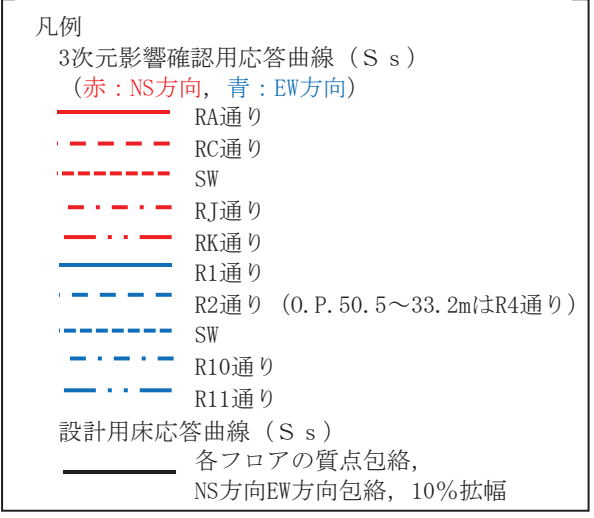 凡例
3次元影響確認用応答曲線（Ｓｓ）
（赤：NS方向，青：EW方向）
RA通り
RC通り
SW
RJ通り
RK通り
R1通り
R2通り（O.P.50.5～33.2mはR4通り）
SW
R10通り
R11通り
設計用床応答曲線（Ｓｓ）
各フロアの質点包絡，
NS方向EW方向包絡，10％拡幅